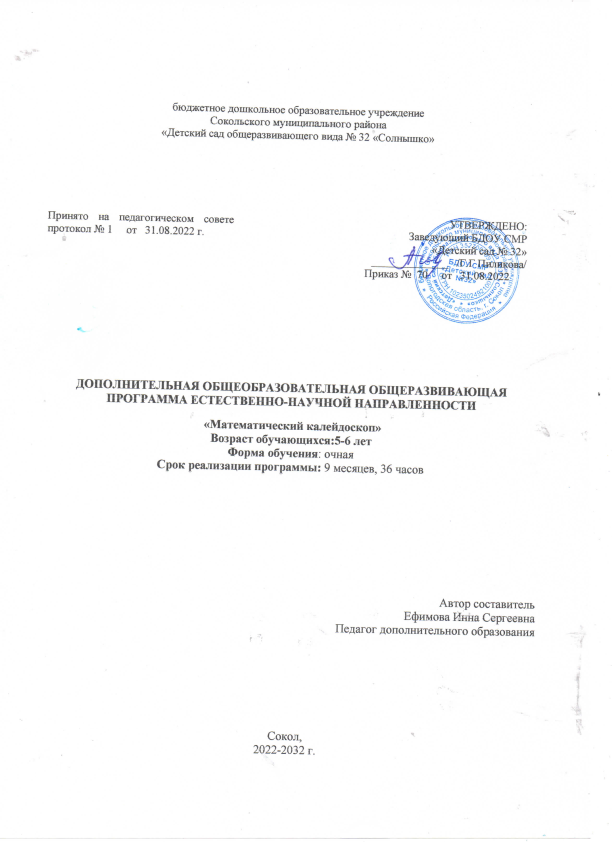 бюджетное дошкольное образовательное учреждение
Сокольского муниципального района
«Детский сад общеразвивающего вида № 32 «Солнышко»
Принято на педагогическом совете
протокол № 1 от 31.08.2022 г.
УТВЕРЖДЕНО:
Заведующий БДОУ СМР
«Детский сад № 32»
/Е.Г.Циликова/
Приказ № 70 от 31.08.2022
ДОПОЛНИТЕЛЬНАЯ ОБЩЕОБРАЗОВАТЕЛЬНАЯ ОБЩЕРАЗВИВАЮЩАЯ
ПРОГРАММА ЕСТЕСТВЕННО-НАУЧНОЙ НАПРАВЛЕННОСТИ
«Математический калейдоскоп»
Возраст обучающихся:5-6 лет
Форма обучения: очная
Срок реализации программы: 9 месяцев, 36 часов
Автор составитель
Ефимова Инна Сергеевна
Педагог дополнительного образования
Сокол,
2022-2032 г.